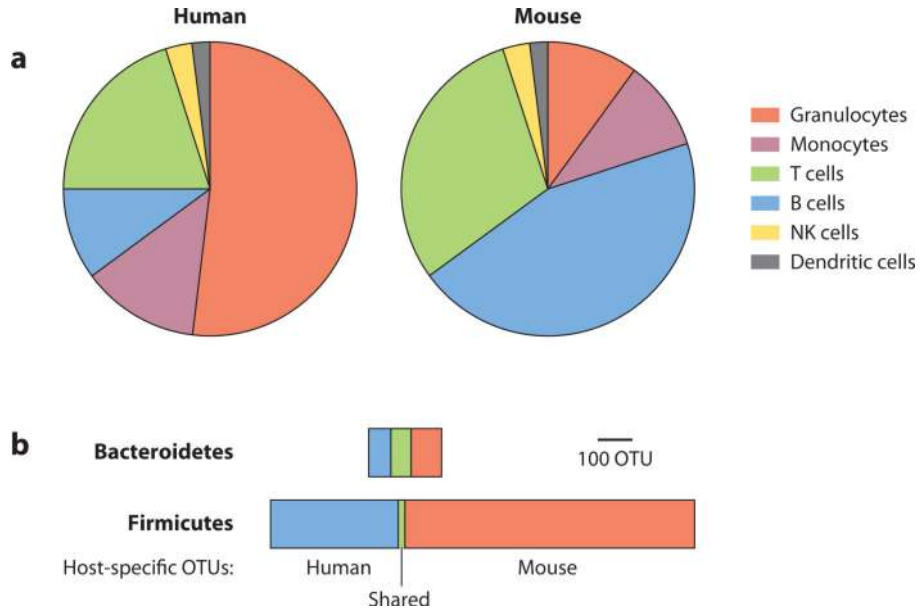 Human Mouse
a
Granulocytes
Monocytes
T cells
B cells
NK cells
Dendritic cells
b
Bacteroidetes
100 OTU
Firmicutes
Host-specific OTUs: Human Mouse
Shared